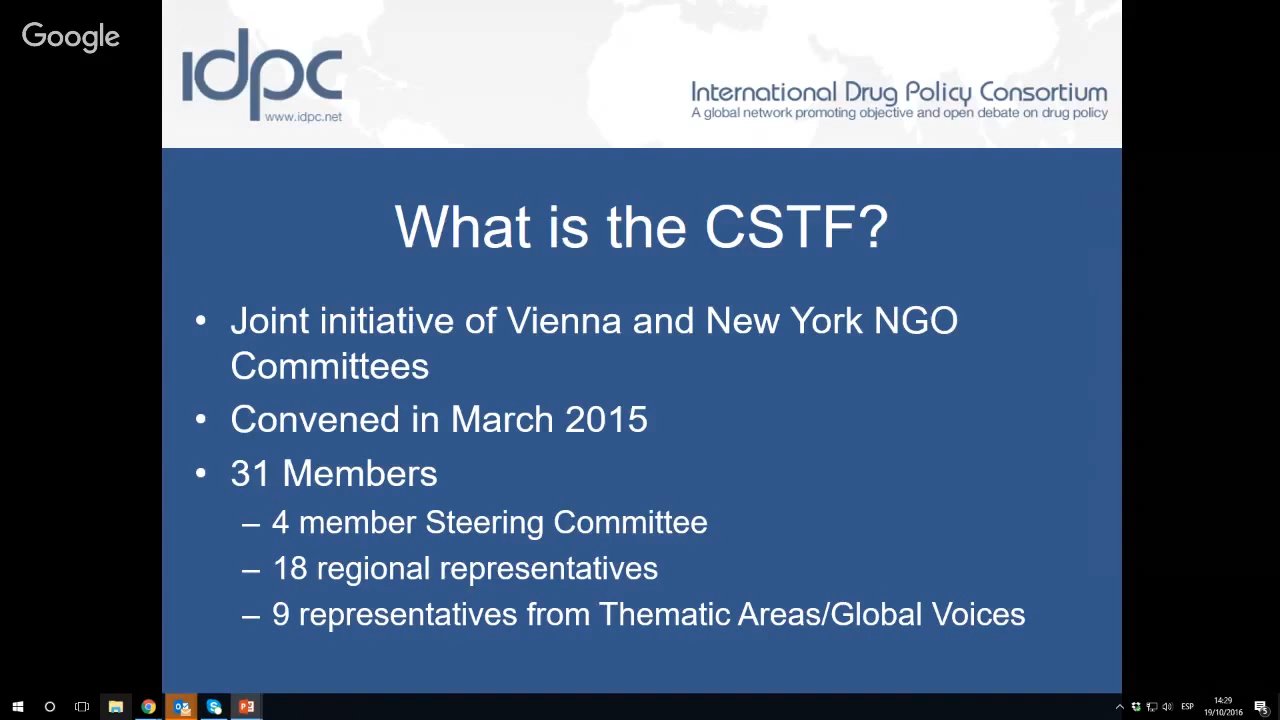 Google
idpc
www.idpc.net
International Drug Policy Consortium
A global network promoting objective and open debate on drug policy
What is the CSTF?
• Joint initiative of Vienna and New York NGO
Committees
• Convened in March 2015
• 31 Members
– 4 member Steering Committee
– 18 regional representatives
– 9 representatives from Thematic Areas/Global Voices
ESP
14:29
19/10/2016